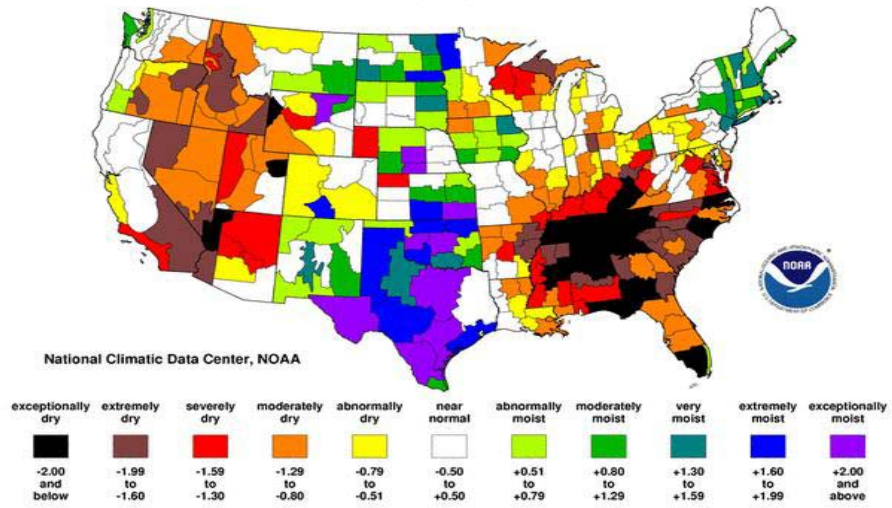 NOAA
National Climatic Data Center, NOAA
exceptionally dry
extremely dry
severely dry
moderately dry
abnormally dry
near normal
abnormally moist
moderately moist
very moist
extremely moist
exceptionally moist
-2.00 and below
-1.99 to -1.60
-1.59 to -1.30
-1.29 to -0.80
-0.79 to -0.51
-0.50 to +0.50
+0.51 to +0.79
+0.80 to +1.29
+1.30 to +1.59
+1.60 to +1.99
+2.00 and above